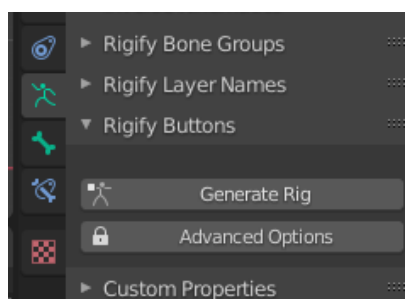 Rigify Bone Groups
Rigify Layer Names
Rigify Buttons
Generate Rig
Advanced Options
Custom Properties